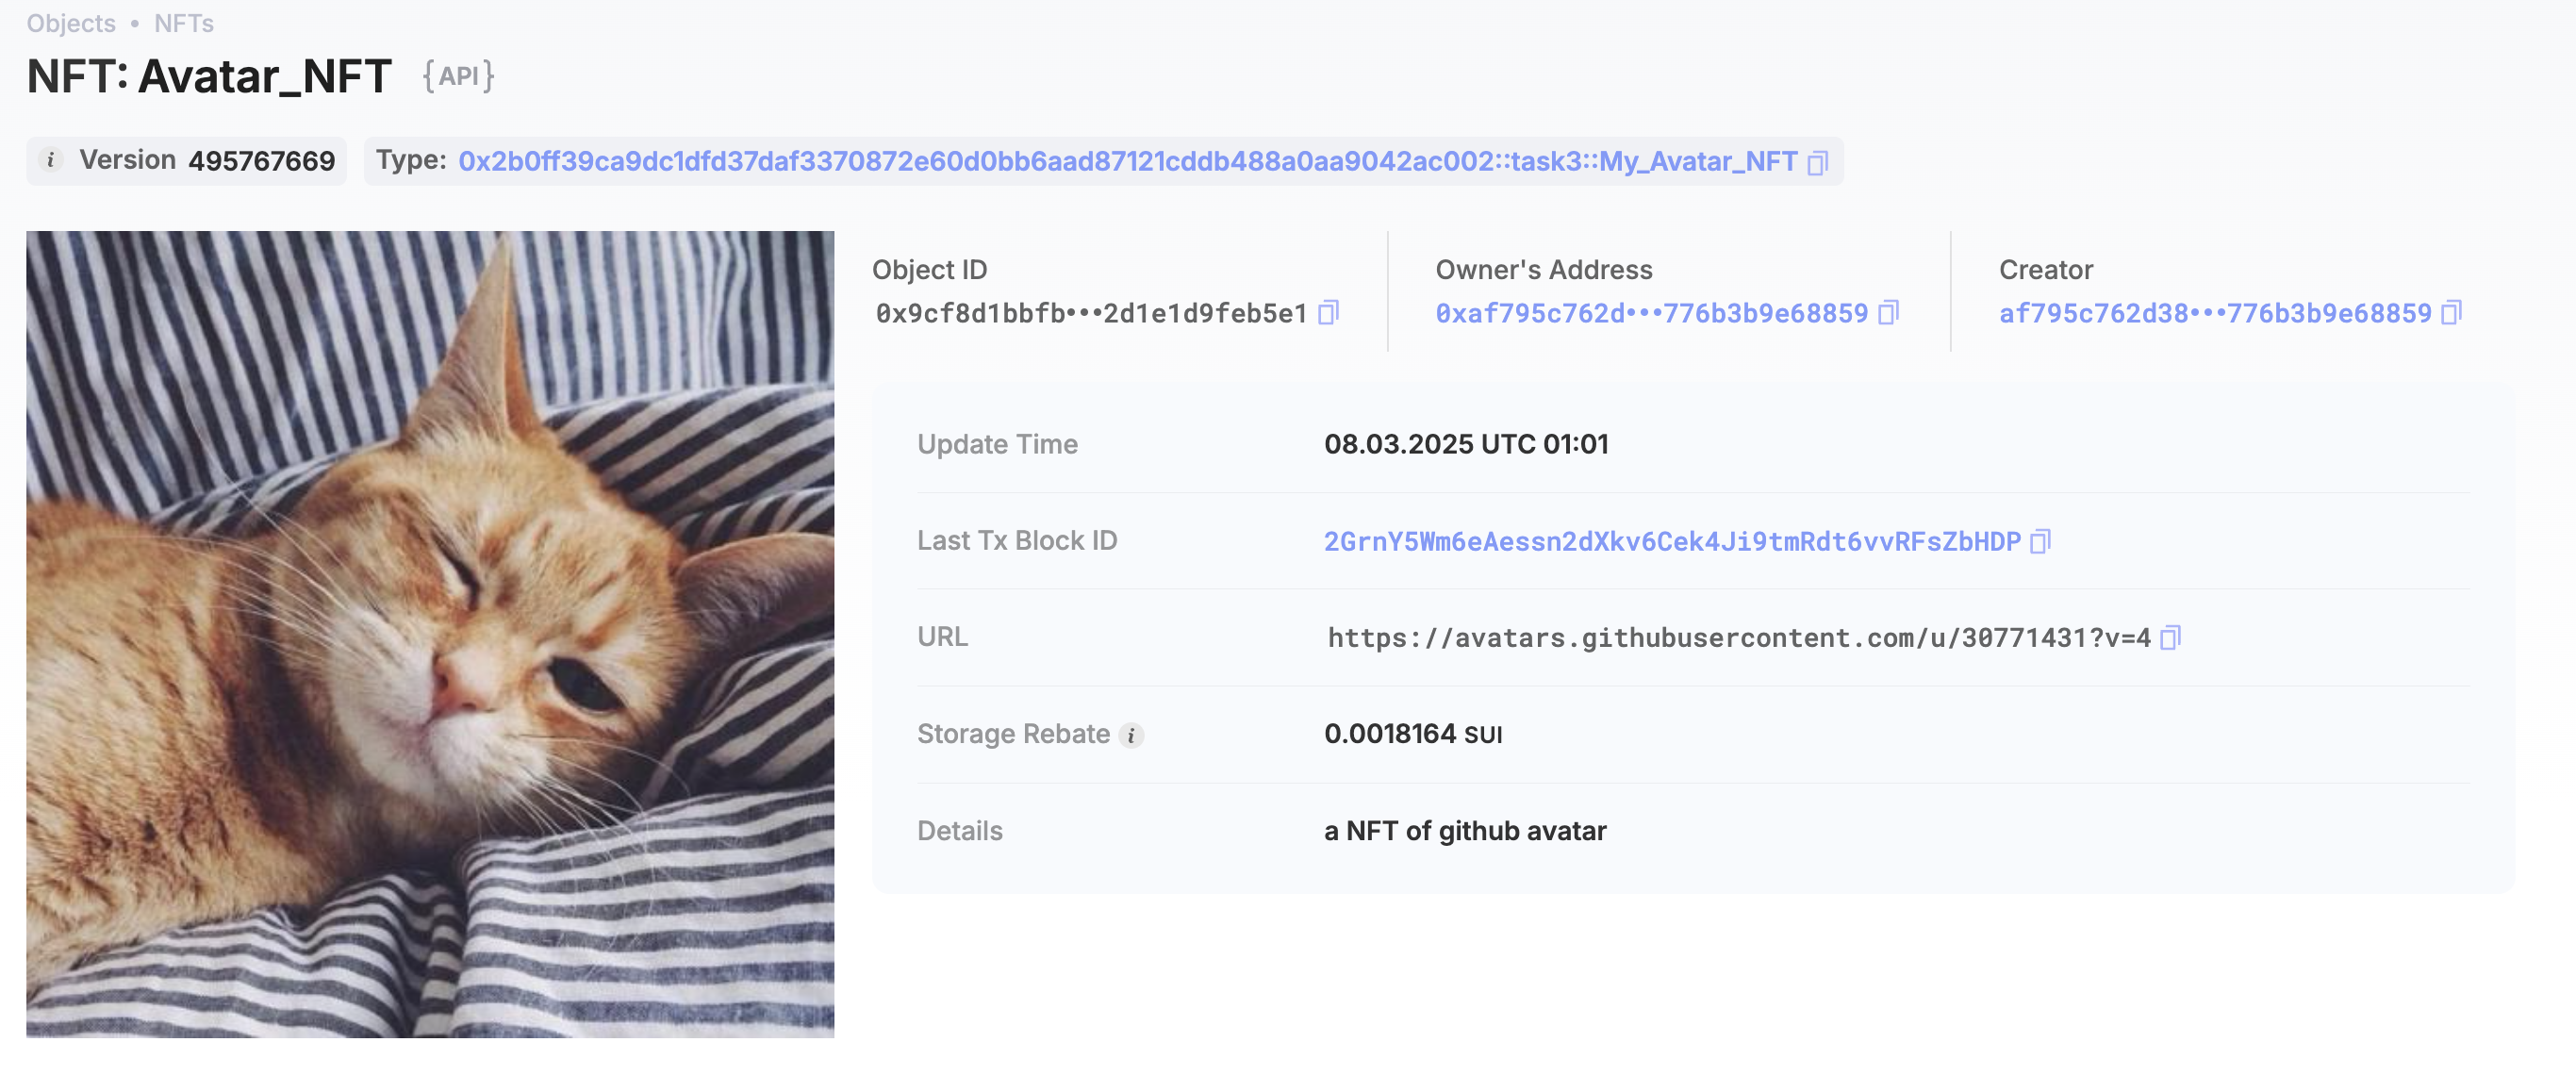 Objects • NFTs
NFT: Avatar_NFT {API}
i Version 495767669 Type: 0x2b0ff39ca9dc1dfd37daf3370872e60d0bb6aad87121cddb488a0aa9042ac002::task3::My_Avatar_NFT
Object ID
0x9cf8d1bbfb•••2d1e1d9feb5e1
Owner's Address
0xaf795c762d•••776b3b9e68859
Creator
af795c762d38•••776b3b9e68859
Update Time 08.03.2025 UTC 01:01
Last Tx Block ID 2GrnY5Wm6eAessn2dXkv6Cek4Ji9tmRdt6vvRFsZbHDP
URL https://avatars.githubusercontent.com/u/30771431?v=4
Storage Rebate i 0.0018164 SUI
Details a NFT of github avatar